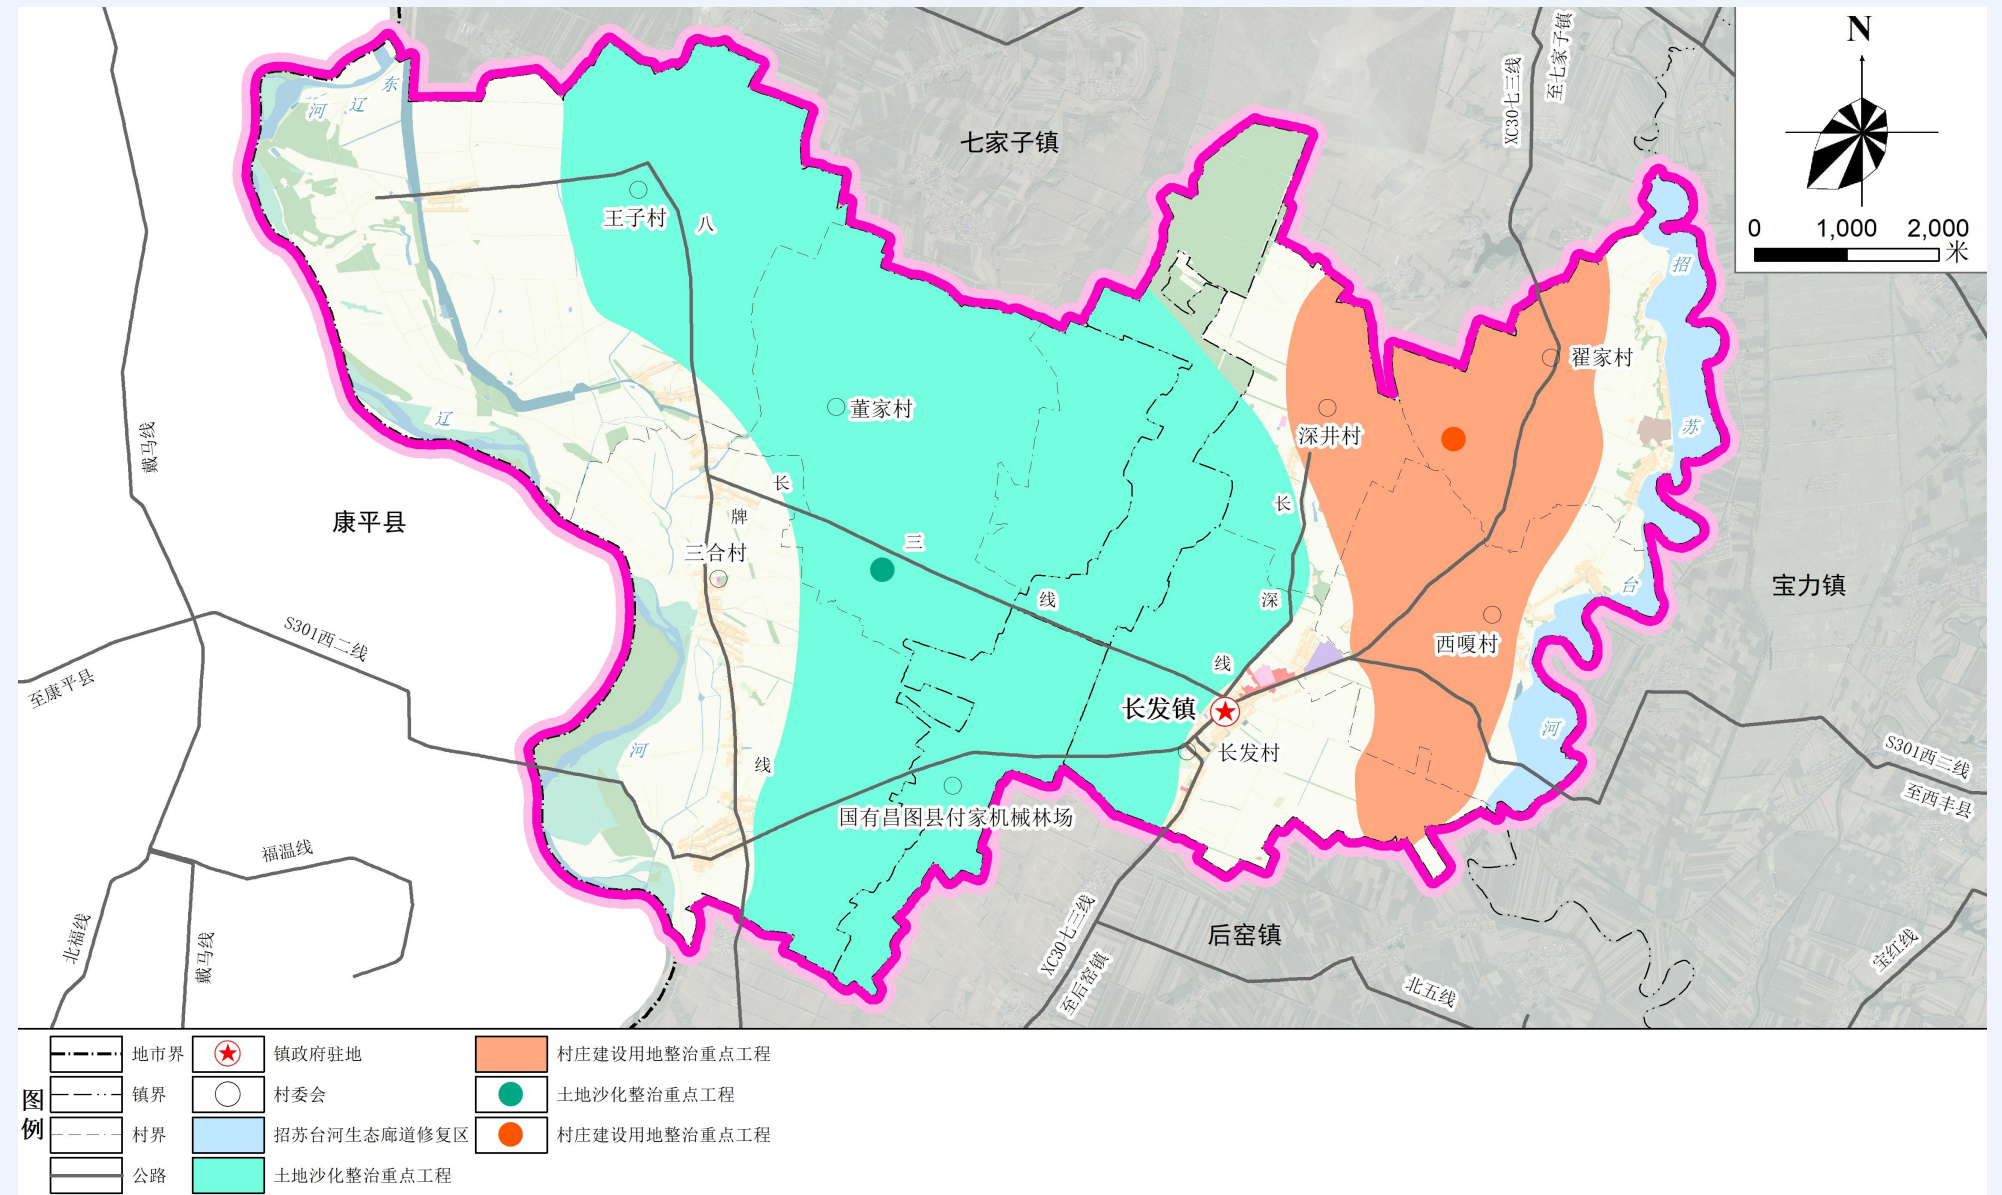 N
0 1,000 2,000
米
东
辽
河
七家子镇
XC30七三线
至七家子镇
王子村
八
招
翟家村
董家村
深井村
苏
辽
戴马线
长
牌
长
康平县
三合村
三
宝力镇
台
线
深
S301西二线
至康平县
西嘎村
线
长发镇
长发村
河
河
线
S301西二线
至西丰县
国有昌图县付家机械林场
福温线
北福线
戴马线
XC30七三线
至后窑镇
后窑镇
北五线
宝红线
图例
地市界
镇政府驻地
村庄建设用地整治重点工程
镇界
村委会
土地沙化整治重点工程
村界
招苏台河生态廊道修复区
村庄建设用地整治重点工程
公路
土地沙化整治重点工程